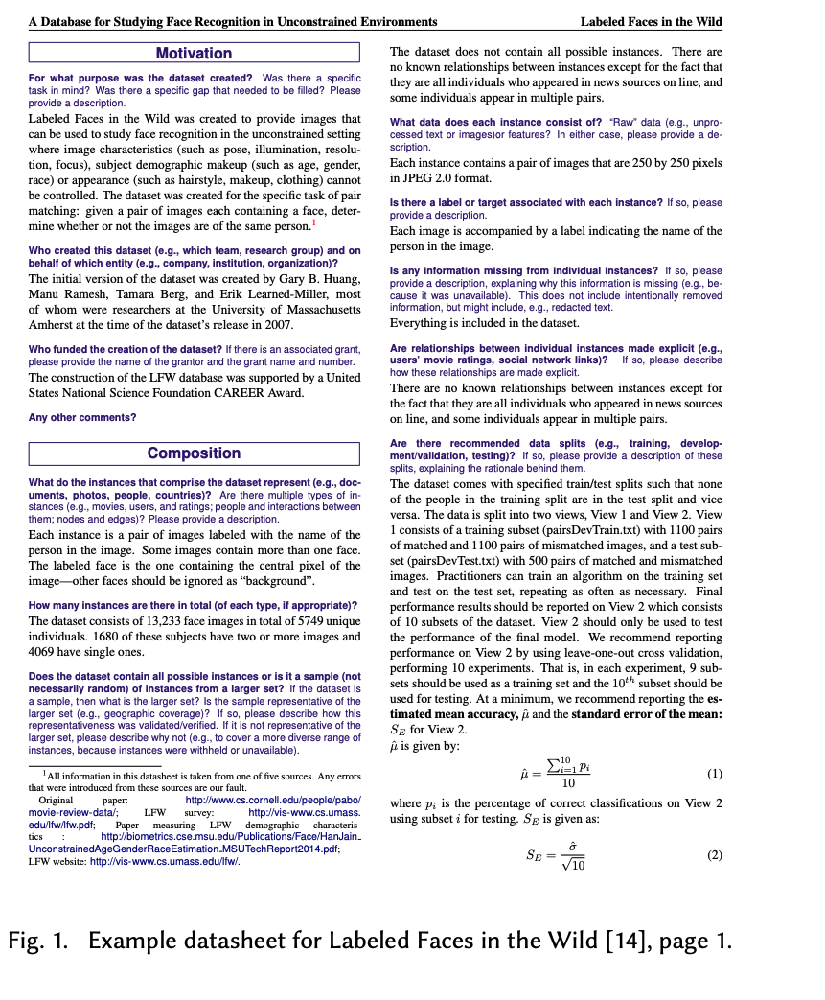 A Database for Studying Face Recognition in Unconstrained Environments Labeled Faces in the Wild
Motivation
For what purpose was the dataset created? Was there a specific
task in mind? Was there a specific gap that needed to be filled? Please
provide a description.
Labeled Faces in the Wild was created to provide images that
can be used to study face recognition in the unconstrained setting
where image characteristics (such as pose, illumination, resolu-
tion, focus), subject demographic makeup (such as age, gender,
race) or appearance (such as hairstyle, makeup, clothing) cannot
be controlled. The dataset was created for the specific task of pair
matching: given a pair of images each containing a face, deter-
mine whether or not the images are of the same person.1
Who created this dataset (e.g., which team, research group) and on
behalf of which entity (e.g., company, institution, organization)?
The initial version of the dataset was created by Gary B. Huang,
Manu Ramesh, Tamara Berg, and Erik Learned-Miller, most
of whom were researchers at the University of Massachusetts
Amherst at the time of the dataset's release in 2007.
Who funded the creation of the dataset? If there is an associated grant,
please provide the name of the grantor and the grant name and number.
The construction of the LFW database was supported by a United
States National Science Foundation CAREER Award.
Any other comments?
Composition
What do the instances that comprise the dataset represent (e.g., doc-
uments, photos, people, countries)? Are there multiple types of in-
stances (e.g., movies, users, and ratings; people and interactions between
them; nodes and edges)? Please provide a description.
Each instance is a pair of images labeled with the name of the
person in the image. Some images contain more than one face.
The labeled face is the one containing the central pixel of the
image—other faces should be ignored as “background”.
How many instances are there in total (of each type, if appropriate)?
The dataset consists of 13,233 face images in total of 5749 unique
individuals. 1680 of these subjects have two or more images and
4069 have single ones.
Does the dataset contain all possible instances or is it a sample (not
necessarily random) of instances from a larger set? If the dataset is
a sample, then what is the larger set? Is the sample representative of the
larger set (e.g., geographic coverage)? If so, please describe how this
representativeness was validated/verified. If it is not representative of the
larger set, please describe why not (e.g., to cover a more diverse range of
instances, because instances were withheld or unavailable).
1All information in this dataset is taken from one of five sources. Any errors
that were introduced from these sources are our fault.
Original paper: http://www.cs.cornell.edu/people/pabo/
movie-review-data/; LFW survey: http://vis-www.cs.umass.
edu/lfw/lfw.pdf; Paper measuring LFW demographic characteris-
tics : http://biometrics.cse.msu.edu/Publications/Face/HanJain_
UnconstrainedAgeGenderRaceEstimation_MSUTechReport2014.pdf;
LFW website: http://vis-www.cs.umass.edu/lfw/.
The dataset does not contain all possible instances. There are
no known relationships between instances except for the fact that
they are all individuals who appeared in news sources on line, and
some individuals appear in multiple pairs.
What data does each instance consist of? “Raw” data (e.g., unpro-
cessed text or images)or features? In either case, please provide a de-
scription.
Each instance contains a pair of images that are 250 by 250 pixels
in JPEG 2.0 format.
Is there a label or target associated with each instance? If so, please
provide a description.
Each image is accompanied by a label indicating the name of the
person in the image.
Is any information missing from individual instances? If so, please
provide a description, explaining why this information is missing (e.g., be-
cause it was unavailable). This does not include intentionally removed
information, but might include, e.g., redacted text.
Everything is included in the dataset.
Are relationships between individual instances made explicit (e.g.,
users' movie ratings, social network links)? If so, please describe
how these relationships are made explicit.
There are no known relationships between instances except for
the fact that they are all individuals who appeared in news sources
on line, and some individuals appear in multiple pairs.
Are there recommended data splits (e.g., training, develop-
ment/validation, testing)? If so, please provide a description of these
splits, explaining the rationale behind them.
The dataset comes with specified train/test splits such that none
of the people in the training split are in the test split and vice
versa. The data is split into two views, View 1 and View 2. View
1 consists of a training subset (pairsDevTrain.txt) with 1100 pairs
of matched and 1100 pairs of mismatched images, and a test sub-
set (pairsDevTest.txt) with 500 pairs of matched and mismatched
images. Practitioners can train an algorithm on the training set
and test on the test set, repeating as often as necessary. Final
performance results should be reported on View 2 which consists
of 10 subsets of the dataset. View 2 should only be used to test
the performance of the final model. We recommend reporting
performance on View 2 by using leave-one-out cross validation,
performing 10 experiments. That is, in each experiment, 9 sub-
sets should be used as a training set and the 10th subset should be
used for testing. At a minimum, we recommend reporting the es-
timated mean accuracy, μ̂ and the standard error of the mean:
SE for View 2.
μ̂ is given by:
μ̂ = ∑10 i=1 pi / 10 (1)
where pi is the percentage of correct classifications on View 2
using subset i for testing. SE is given as:
SE = σ̂ / √10 (2)
Fig. 1. Example datasheet for Labeled Faces in the Wild [14], page 1.